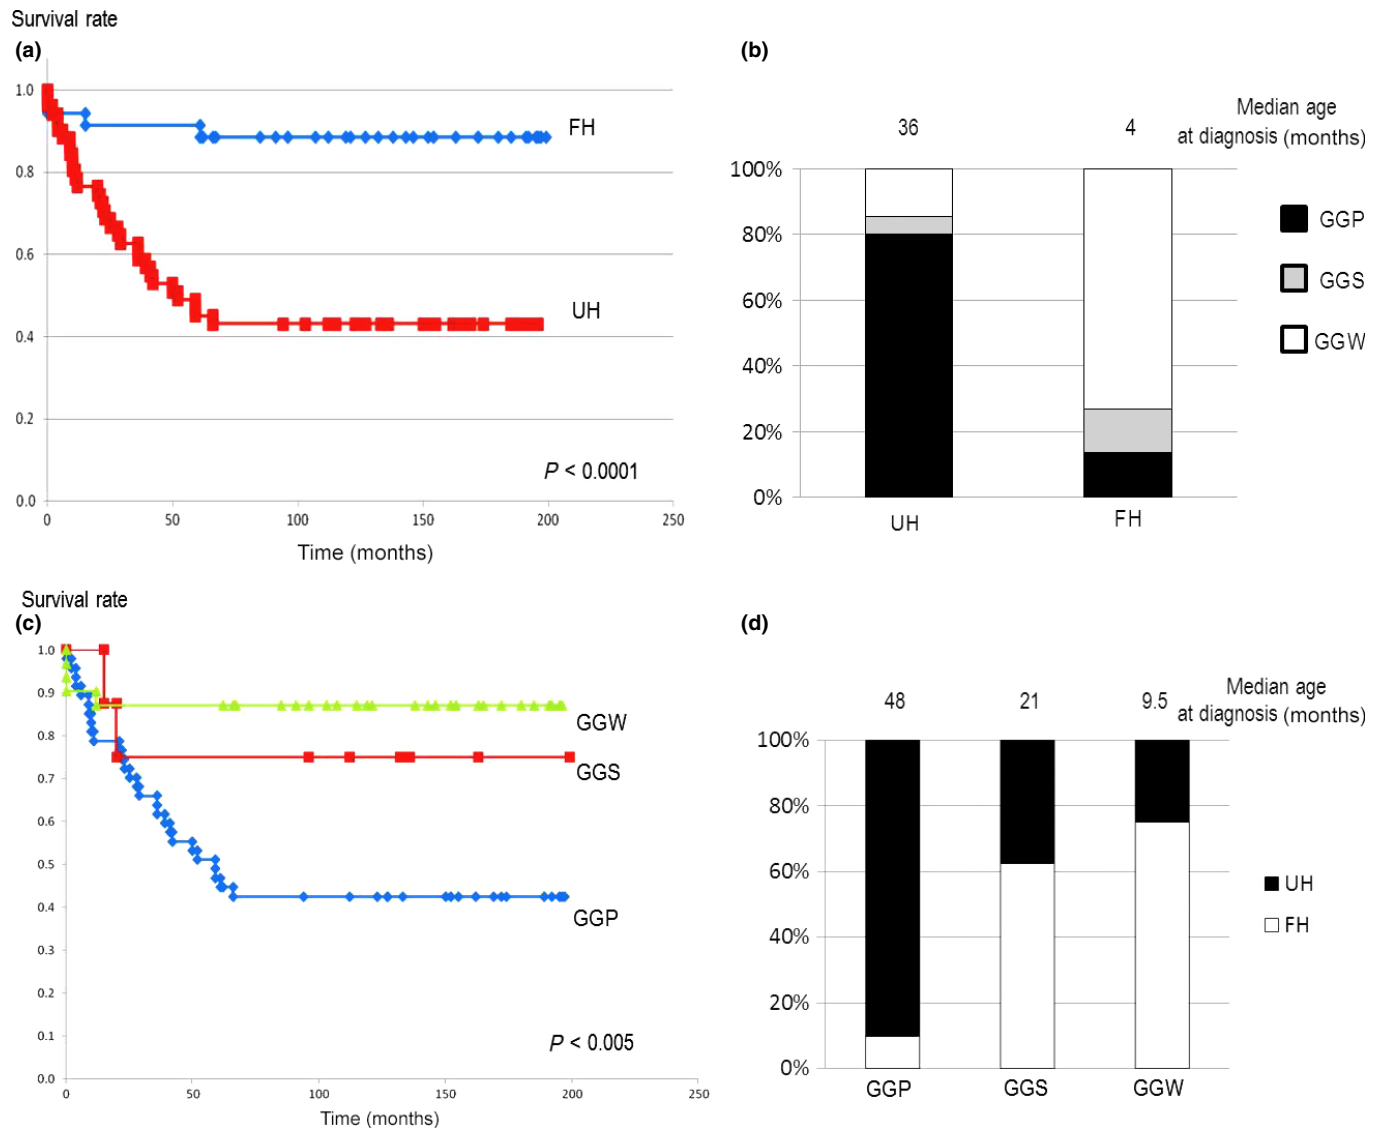 Survival rate
(a)
1.0
0.8
0.6
0.4
0.2
0.0
0 50 100 150 200 250
Time (months)
FH
UH
P < 0.0001
(b)
Median age
at diagnosis (months)
36 4
100%
80%
60%
40%
20%
0%
UH FH
GGP
GGS
GGW
Survival rate
(c)
1.0
0.9
0.8
0.7
0.6
0.5
0.4
0.3
0.2
0.1
0.0
0 50 100 150 200 250
Time (months)
GGW
GGS
GGP
P < 0.005
(d)
Median age
at diagnosis (months)
48 21 9.5
100%
80%
60%
40%
20%
0%
GGP GGS GGW
UH
FH